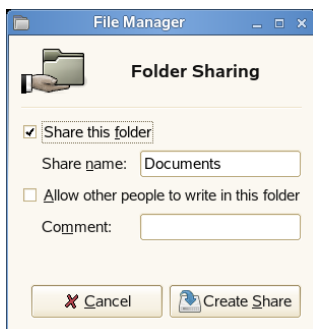 File Manager
Folder Sharing
Share this folder
Share name: Documents
Allow other people to write in this folder
Comment:
Cancel Create Share